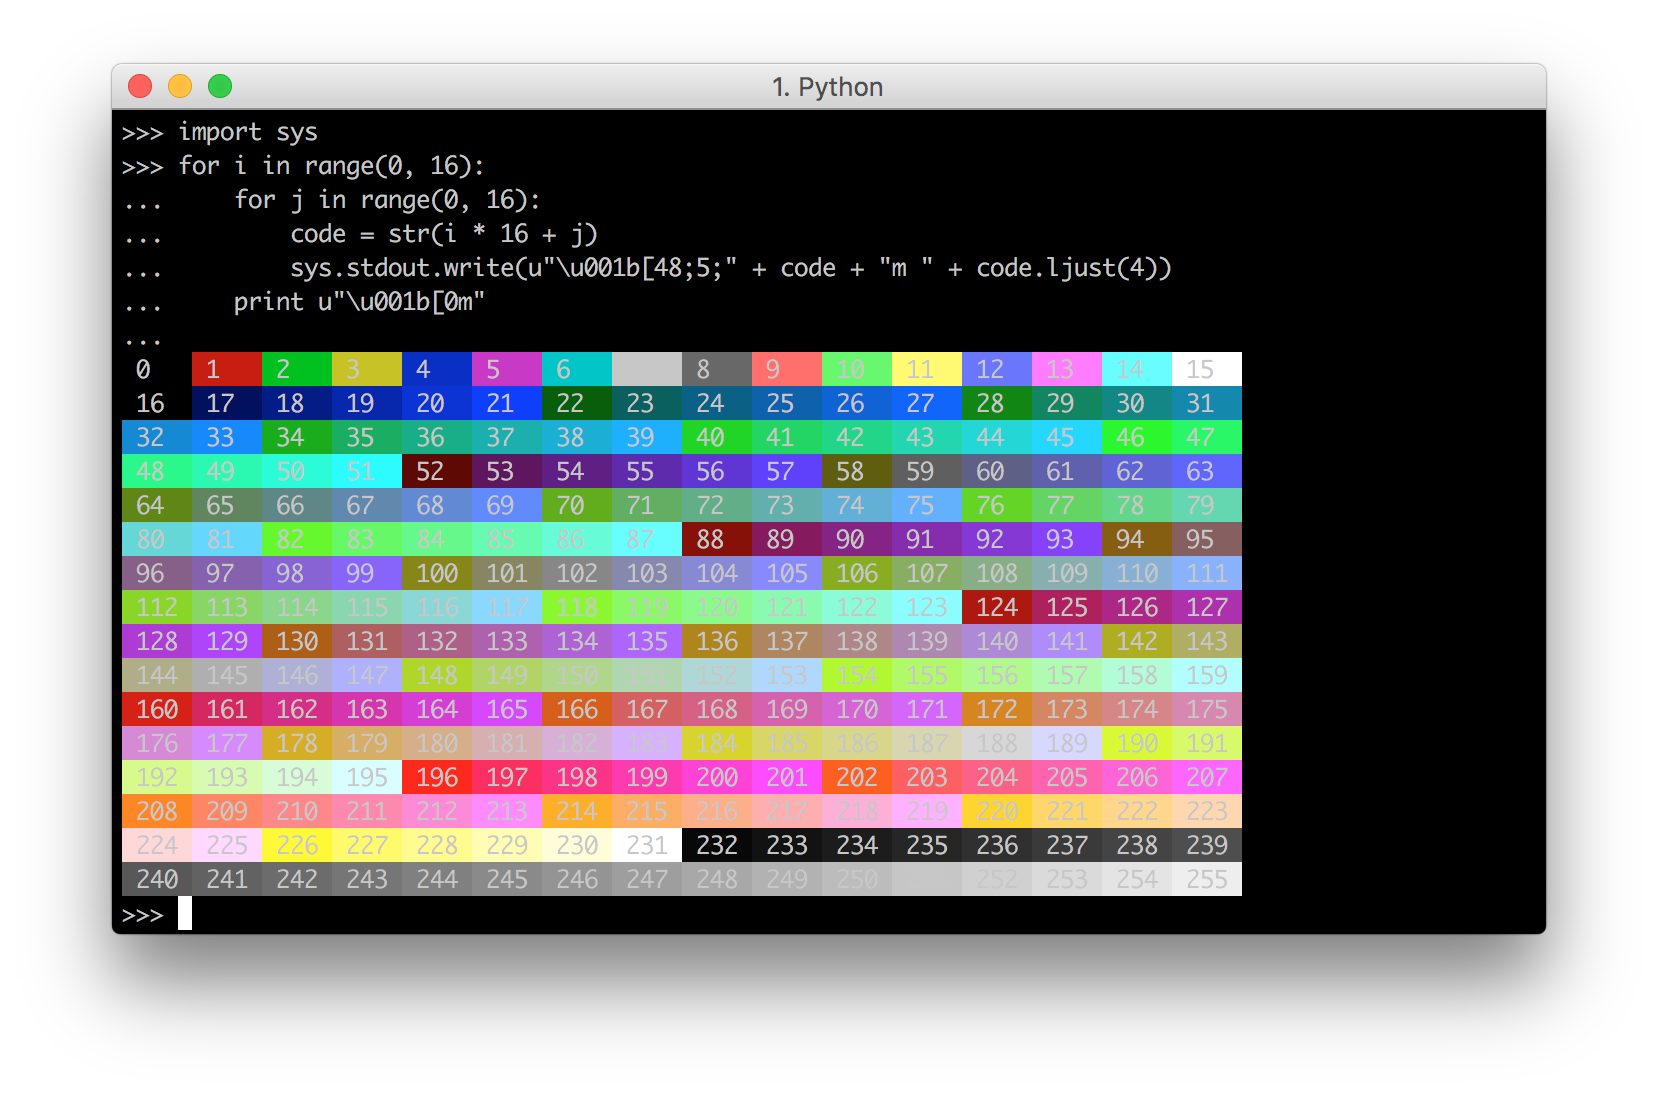 1. Python
>>> import sys
>>> for i in range(0, 16):
...     for j in range(0, 16):
...         code = str(i * 16 + j)
...         sys.stdout.write(u"\u001b[48;5;" + code + "m " + code.ljust(4))
...     print u"\u001b[0m"
...
0 1 2 3 4 5 6 8 9 10 11 12 13 14 15
16 17 18 19 20 21 22 23 24 25 26 27 28 29 30 31
32 33 34 35 36 37 38 39 40 41 42 43 44 45 46 47
48 49 50 51 52 53 54 55 56 57 58 59 60 61 62 63
64 65 66 67 68 69 70 71 72 73 74 75 76 77 78 79
80 81 82 83 84 85 86 87 88 89 90 91 92 93 94 95
96 97 98 99 100 101 102 103 104 105 106 107 108 109 110 111
112 113 114 115 116 117 118 119 120 121 122 123 124 125 126 127
128 129 130 131 132 133 134 135 136 137 138 139 140 141 142 143
144 145 146 147 148 149 150 151 152 153 154 155 156 157 158 159
160 161 162 163 164 165 166 167 168 169 170 171 172 173 174 175
176 177 178 179 180 181 182 183 184 185 186 187 188 189 190 191
192 193 194 195 196 197 198 199 200 201 202 203 204 205 206 207
208 209 210 211 212 213 214 215 216 217 218 219 220 221 222 223
224 225 226 227 228 229 230 231 232 233 234 235 236 237 238 239
240 241 242 243 244 245 246 247 248 249 250 252 253 254 255
>>>